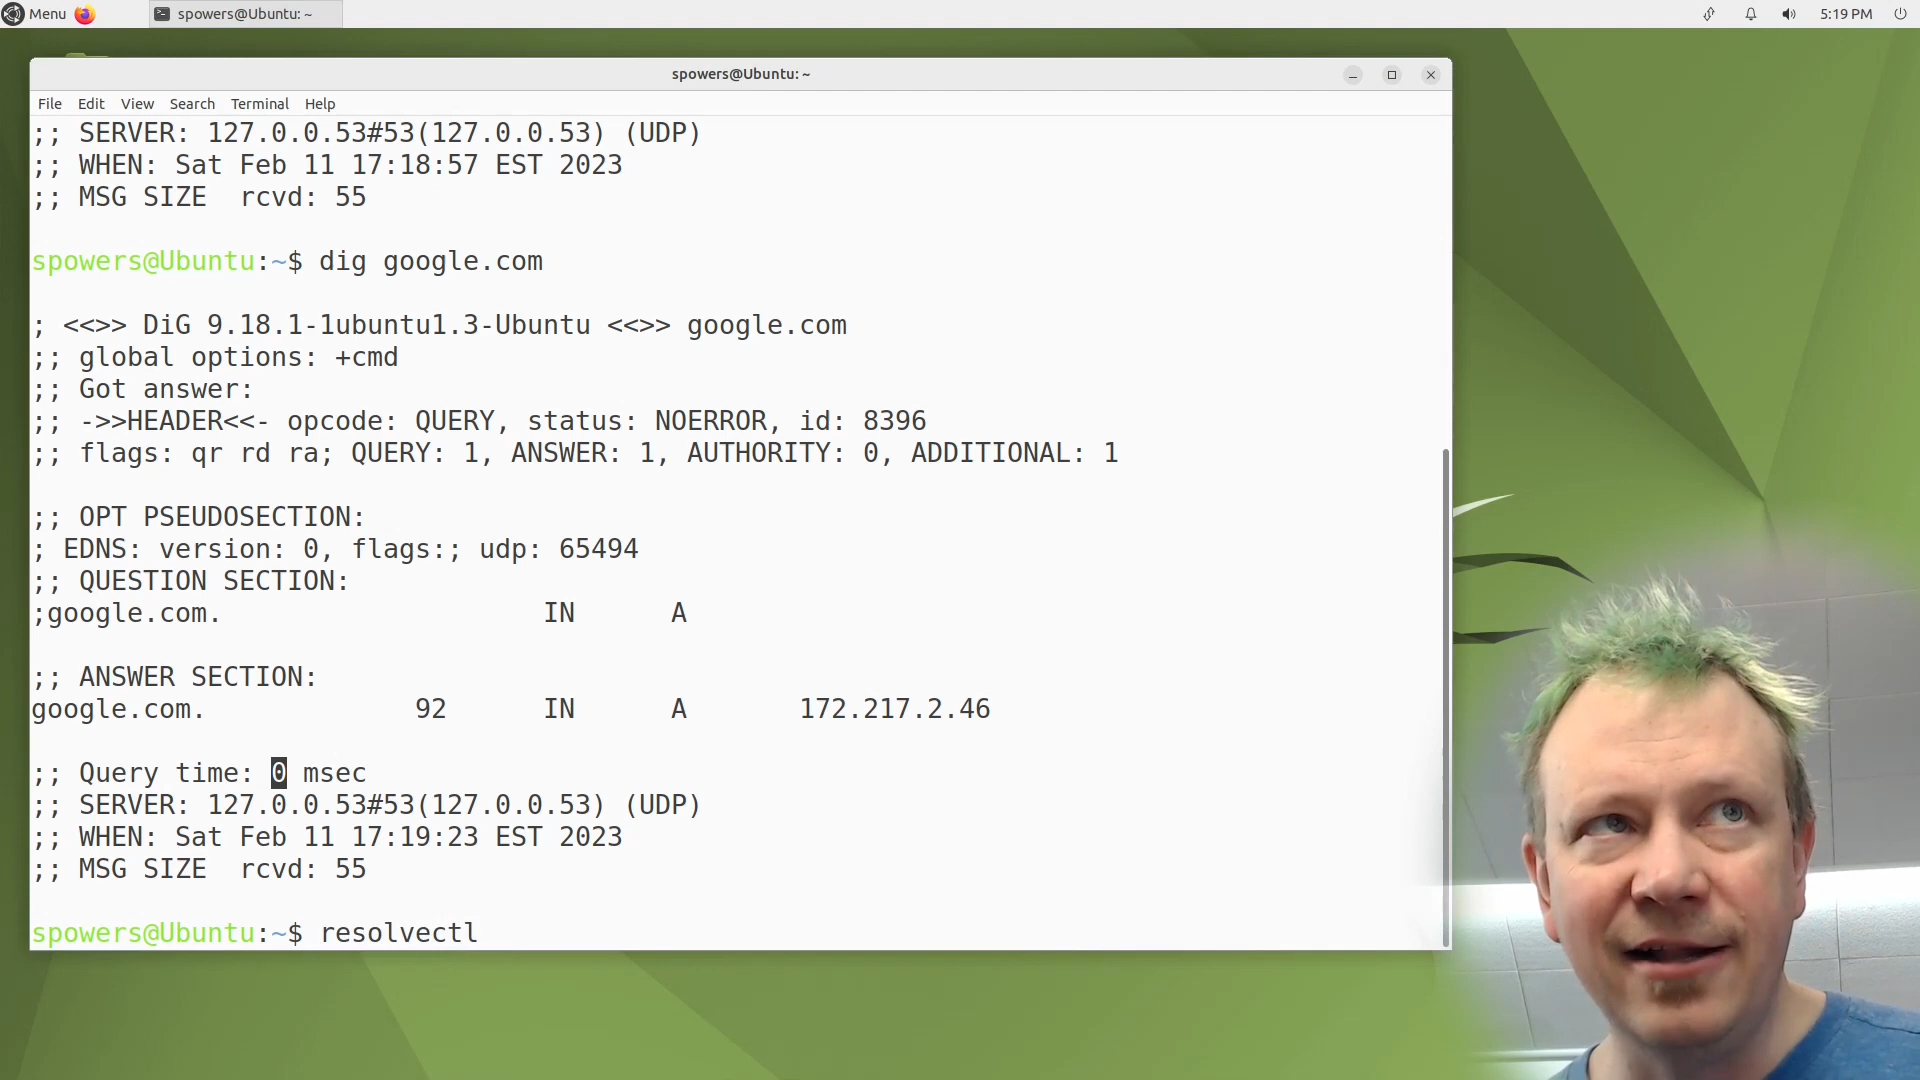 Menu
spowers@Ubuntu: ~
5:19 PM
spowers@Ubuntu: ~
File Edit View Search Terminal Help
;; SERVER: 127.0.0.53#53(127.0.0.53) (UDP)
;; WHEN: Sat Feb 11 17:18:57 EST 2023
;; MSG SIZE  rcvd: 55
spowers@Ubuntu:~$ dig google.com
; <<>> DiG 9.18.1-1ubuntu1.3-Ubuntu <<>> google.com
;; global options: +cmd
;; Got answer:
;; ->>HEADER<<- opcode: QUERY, status: NOERROR, id: 8396
;; flags: qr rd ra; QUERY: 1, ANSWER: 1, AUTHORITY: 0, ADDITIONAL: 1
;; OPT PSEUDOSECTION:
; EDNS: version: 0, flags:; udp: 65494
;; QUESTION SECTION:
;google.com. IN A
;; ANSWER SECTION:
google.com. 92 IN A 172.217.2.46
;; Query time: 0 msec
;; SERVER: 127.0.0.53#53(127.0.0.53) (UDP)
;; WHEN: Sat Feb 11 17:19:23 EST 2023
;; MSG SIZE  rcvd: 55
spowers@Ubuntu:~$ resolvectl